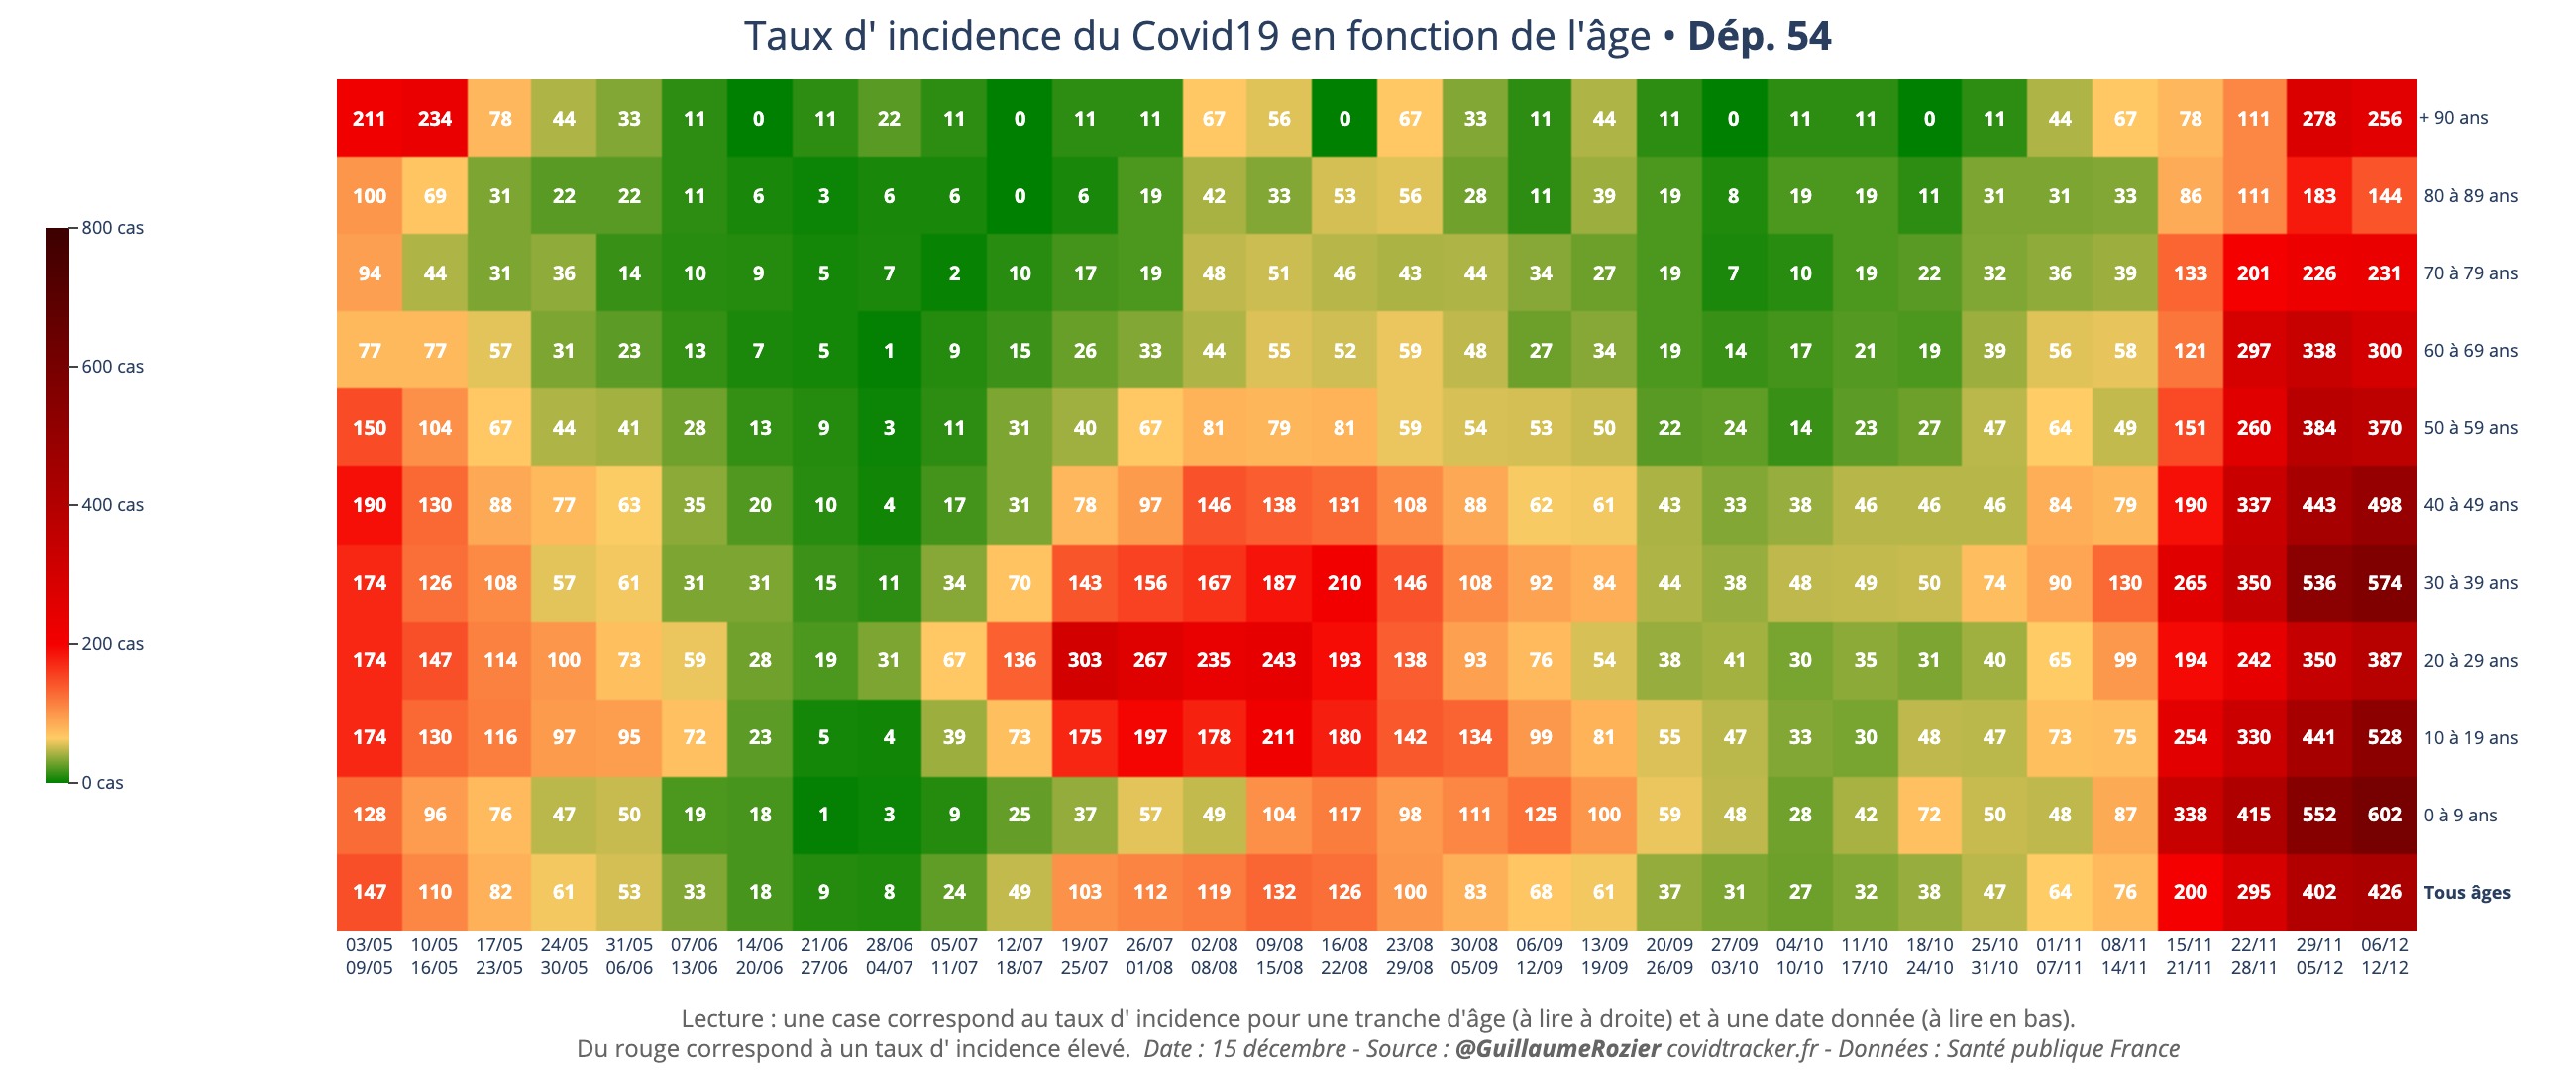 Taux d' incidence du Covid19 en fonction de l'âge • Dép. 54
800 cas
600 cas
400 cas
200 cas
0 cas
211 234 78 44 33 11 0 11 22 11 0 11 11 67 56 0 67 33 11 44 11 0 11 11 0 11 44 67 78 111 278 256 + 90 ans
100 69 31 22 22 11 6 3 6 6 0 6 19 42 33 53 56 28 11 39 19 8 19 19 11 31 31 33 86 111 183 144 80 à 89 ans
94 44 31 36 14 10 9 5 7 2 10 17 19 48 51 46 43 44 34 27 19 7 10 19 22 32 36 39 133 201 226 231 70 à 79 ans
77 77 57 31 23 13 7 5 1 9 15 26 33 44 55 52 59 48 27 34 19 14 17 21 19 39 56 58 121 297 338 300 60 à 69 ans
150 104 67 44 41 28 13 9 3 11 31 40 67 81 79 81 59 54 53 50 22 24 14 23 27 47 64 49 151 260 384 370 50 à 59 ans
190 130 88 77 63 35 20 10 4 17 31 78 97 146 138 131 108 88 62 61 43 33 38 46 46 46 84 79 190 337 443 498 40 à 49 ans
174 126 108 57 61 31 31 15 11 34 70 143 156 167 187 210 146 108 92 84 44 38 48 49 50 74 90 130 265 350 536 574 30 à 39 ans
174 147 114 100 73 59 28 19 31 67 136 303 267 235 243 193 138 93 76 54 38 41 30 35 31 40 65 99 194 242 350 387 20 à 29 ans
174 130 116 97 95 72 23 5 4 39 73 175 197 178 211 180 142 134 99 81 55 47 33 30 48 47 73 75 254 330 441 528 10 à 19 ans
128 96 76 47 50 19 18 1 3 9 25 37 57 49 104 117 98 111 125 100 59 48 28 42 72 50 48 87 338 415 552 602 0 à 9 ans
147 110 82 61 53 33 18 9 8 24 49 103 112 119 132 126 100 83 68 61 37 31 27 32 38 47 64 76 200 295 402 426 Tous âges
03/05 10/05 17/05 24/05 31/05 07/06 14/06 21/06 28/06 05/07 12/07 19/07 26/07 02/08 09/08 16/08 23/08 30/08 06/09 13/09 20/09 27/09 04/10 11/10 18/10 25/10 01/11 08/11 15/11 22/11 29/11 06/12
09/05 16/05 23/05 30/05 06/06 13/06 20/06 27/06 04/07 11/07 18/07 25/07 01/08 08/08 15/08 22/08 29/08 05/09 12/09 19/09 26/09 03/10 10/10 17/10 24/10 31/10 07/11 14/11 21/11 28/11 05/12 12/12
Lecture : une case correspond au taux d' incidence pour une tranche d'âge (à lire à droite) et à une date donnée (à lire en bas).
Du rouge correspond à un taux d' incidence élevé. Date : 15 décembre - Source : @GuillaumeRozier covidtracker.fr - Données : Santé publique France